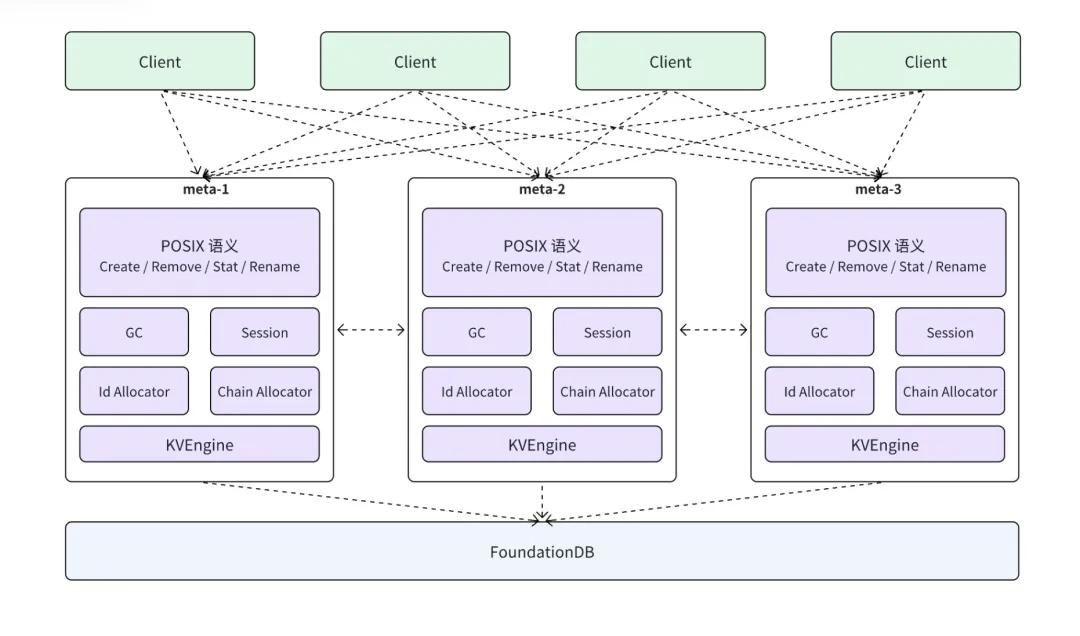 Client
Client
Client
Client
meta-1
meta-2
meta-3
POSIX 语义
Create / Remove / Stat / Rename
POSIX 语义
Create / Remove / Stat / Rename
POSIX 语义
Create / Remove / Stat / Rename
GC
Session
GC
Session
GC
Session
Id Allocator
Chain Allocator
Id Allocator
Chain Allocator
Id Allocator
Chain Allocator
KVEngine
KVEngine
KVEngine
FoundationDB